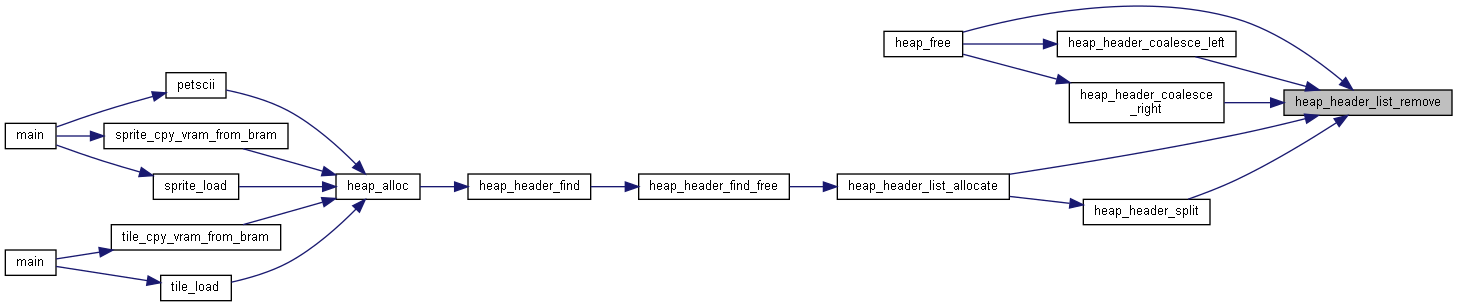 main
main
petscii
sprite_cpy_vram_from_bram
sprite_load
tile_cpy_vram_from_bram
tile_load
heap_alloc
heap_header_find
heap_header_find_free
heap_header_list_allocate
heap_free
heap_header_coalesce_left
heap_header_coalesce
_right
heap_header_split
heap_header_list_remove